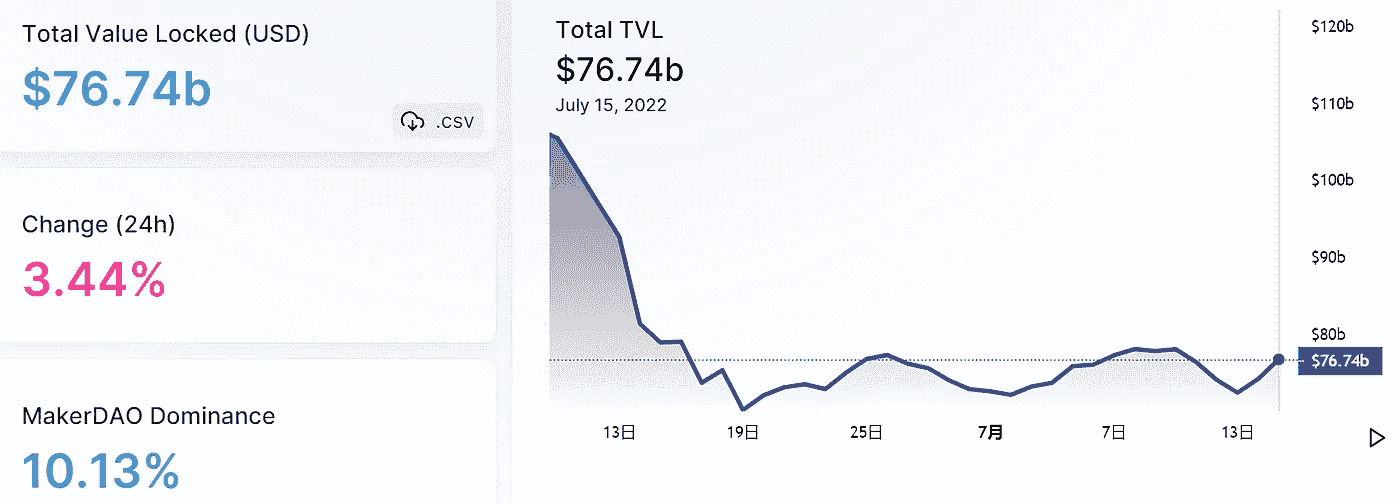 Total Value Locked (USD)
$76.74b
.CSV
Change (24h)
3.44%
MakerDAO Dominance
10.13%
Total TVL
$76.74b
July 15, 2022
$120b
$110b
$100b
$90b
$80b
$76.74b
13日 19日 25日 7月 7日 13日